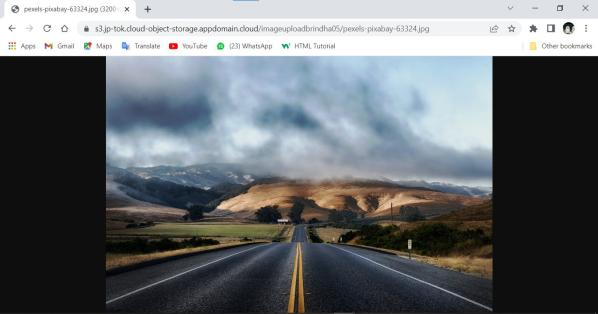 pexels-pixabay-63324.jpg (3200
s3.jp-tok.cloud-object-storage.appdomain.cloud/imageuploadbrindha05/pexels-pixabay-63324.jpg
Apps Gmail Maps Translate YouTube (23) WhatsApp HTML Tutorial Other bookmarks